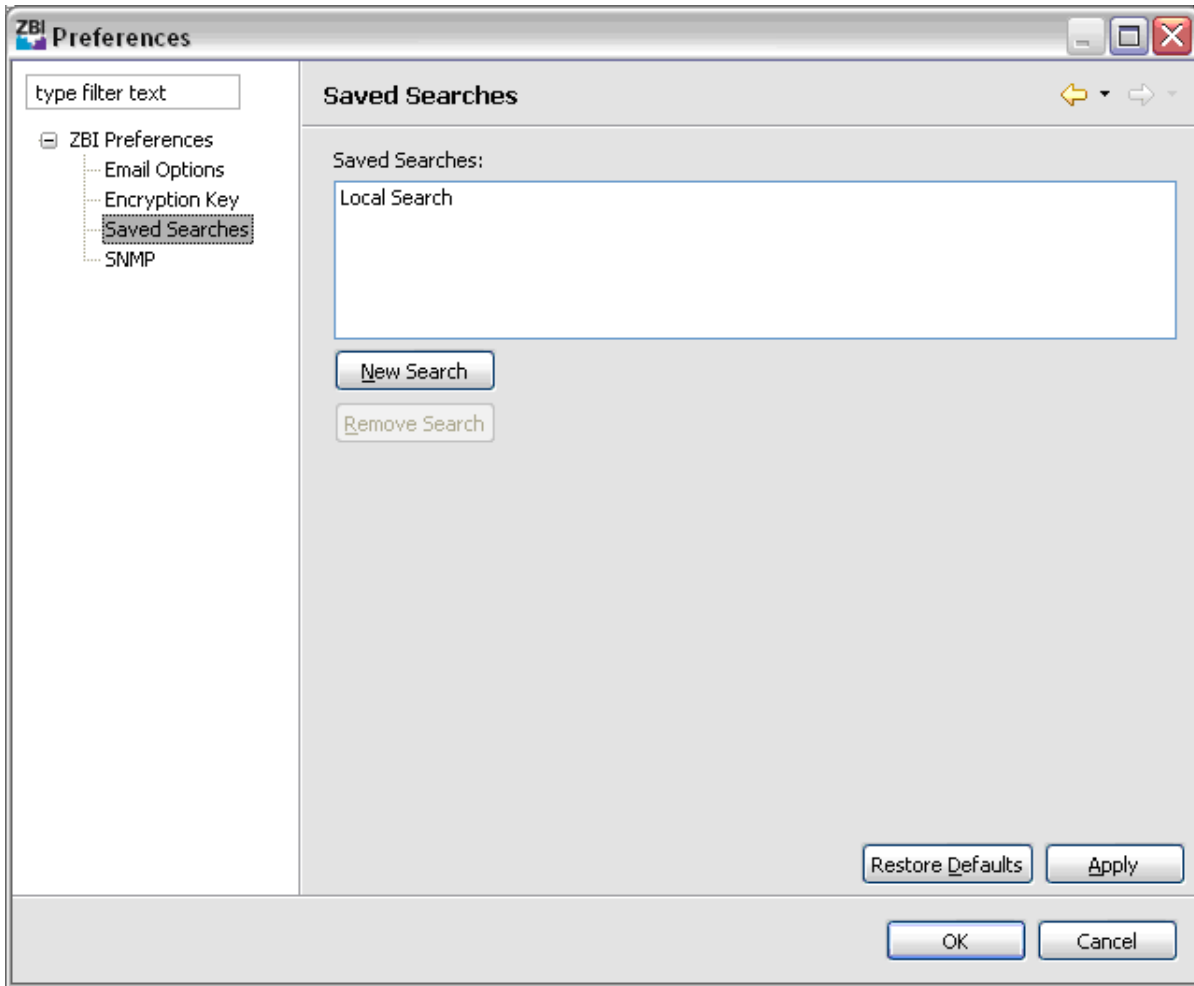 ZBI Preferences
type filter text
ZBI Preferences
Email Options
Encryption Key
Saved Searches
SNMP
Saved Searches
Saved Searches:
Local Search
New Search
Remove Search
Restore Defaults
Apply
OK
Cancel